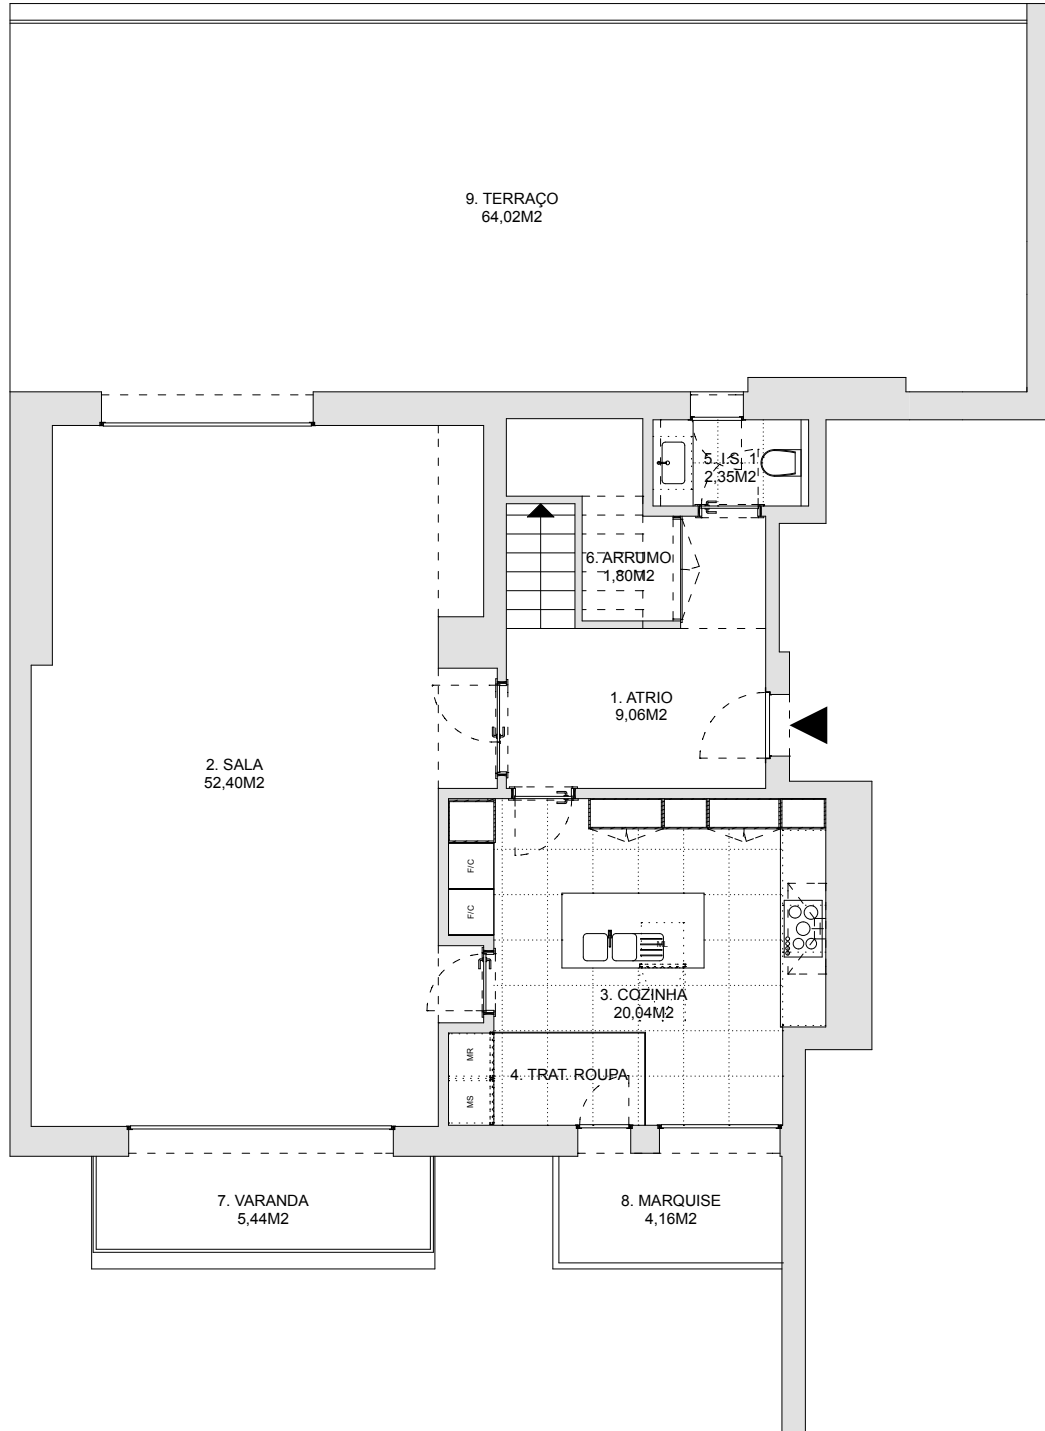 9. TERRAÇO
64,02M2
5. I.S. 1
2,35M2
6. ARRUMO
1,80M2
1. ATRIO
9,06M2
2. SALA
52,40M2
F/C
F/C
ML
3. COZINHA
20,04M2
MR
4. TRAT. ROUPA
MS
7. VARANDA
5,44M2
8. MARQUISE
4,16M2